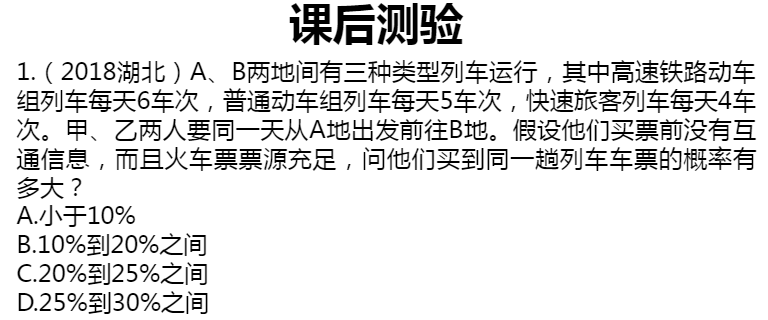 课后测验
1.（2018湖北）A、B两地间有三种类型列车运行，其中高速铁路动车
组列车每天6车次，普通动车组列车每天5车次，快速旅客列车每天4车
次。甲、乙两人要同一天从A地出发前往B地。假设他们买票前没有互
通信息，而且火车票票源充足，问他们买到同一趟列车车票的概率有
多大？
A.小于10%
B.10%到20%之间
C.20%到25%之间
D.25%到30%之间